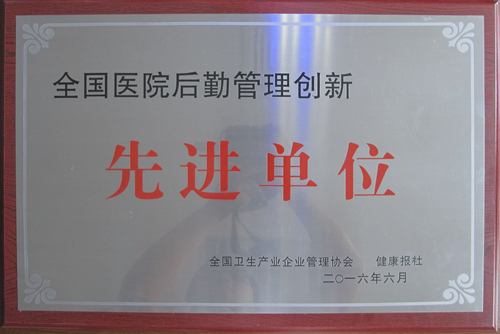 全国医院后勤管理创新
先进单位
全国卫生产业企业管理协会 健康报社
二〇一六年六月